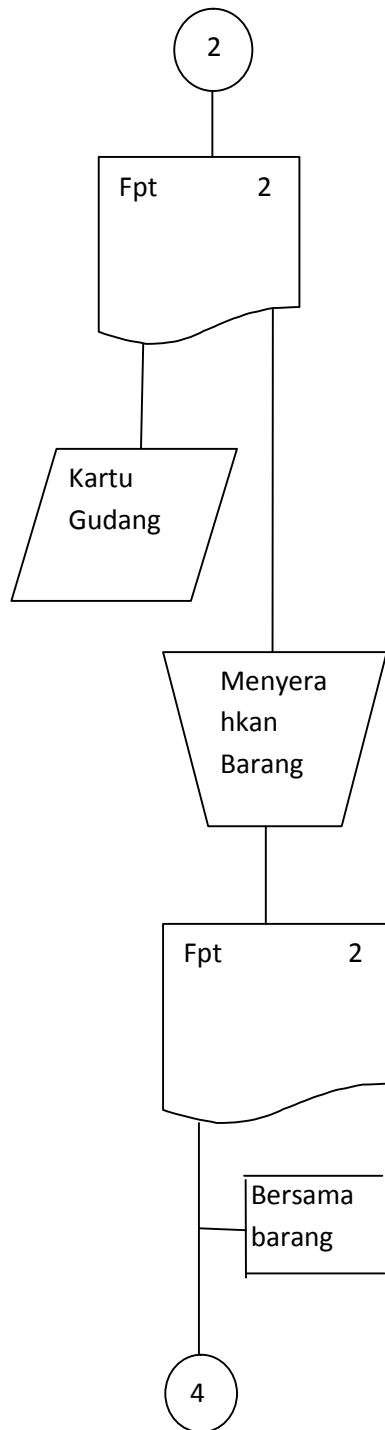 2
Fpt 2
Kartu
Gudang
Menyera
hkan
Barang
Fpt 2
Bersama
barang
4